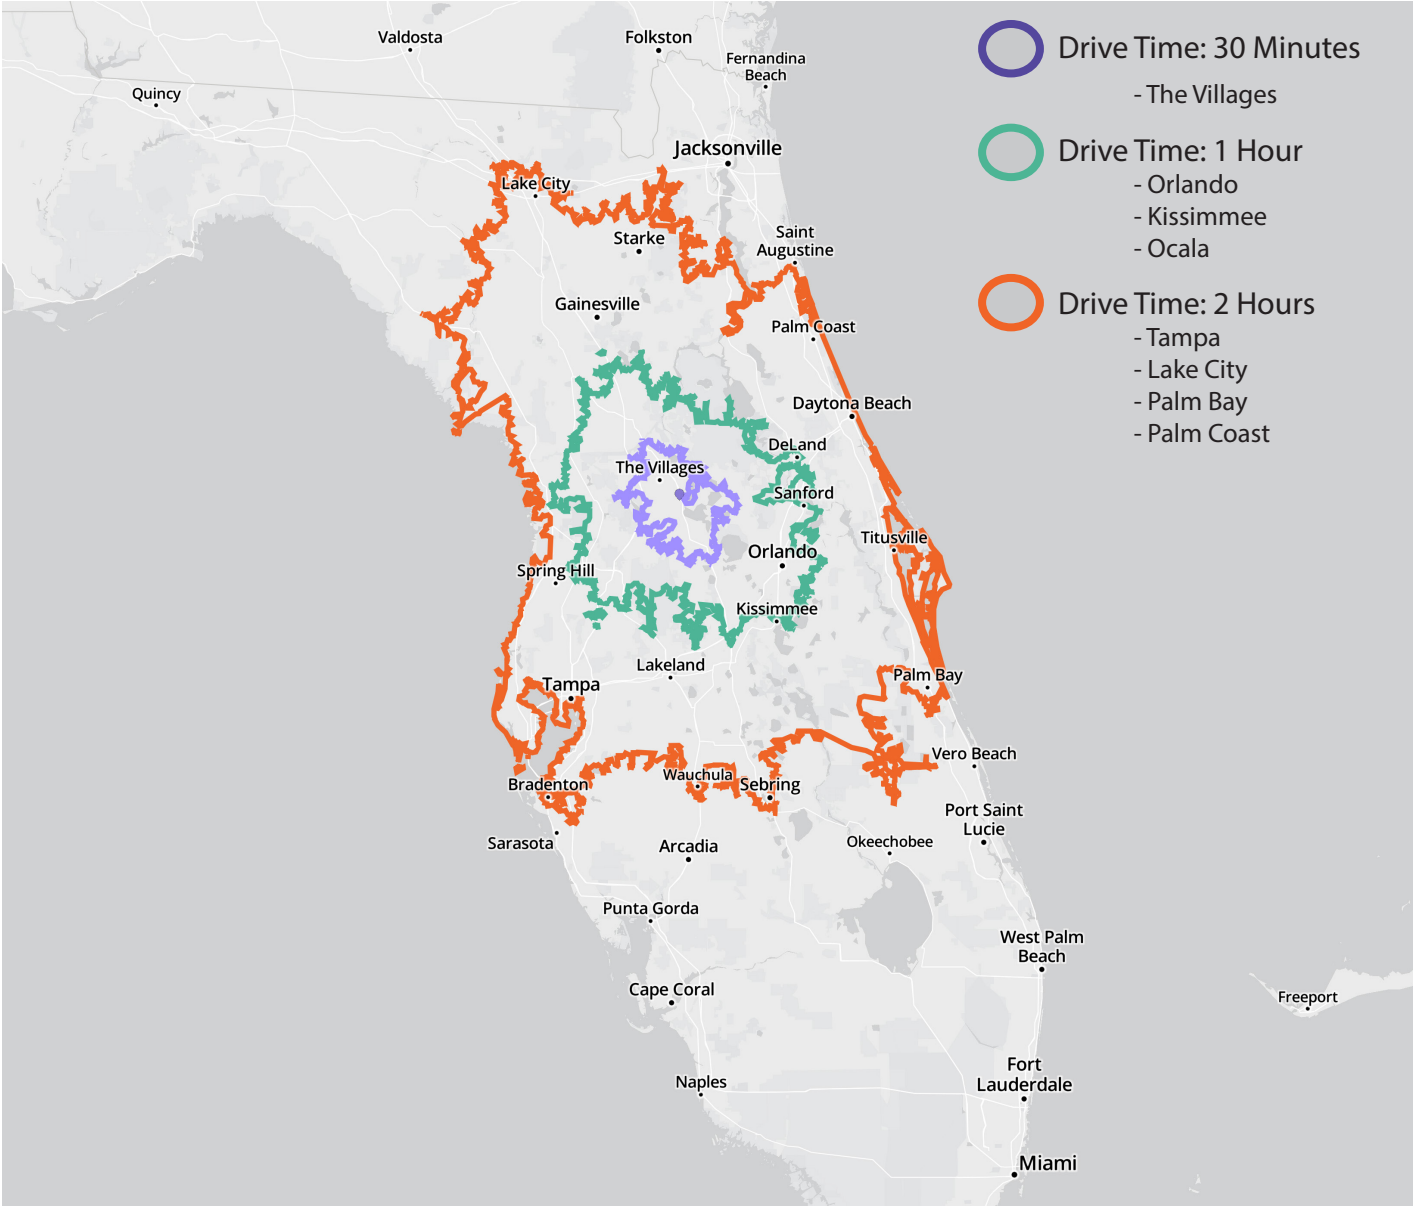 Drive Time: 30 Minutes
- The Villages
Drive Time: 1 Hour
- Orlando
- Kissimmee
- Ocala
Drive Time: 2 Hours
- Tampa
- Lake City
- Palm Bay
- Palm Coast
Valdosta
Folkston
Fernandina
Beach
Quincy
Jacksonville
Lake City
Starke
Saint
Augustine
Gainesville
Palm Coast
Daytona Beach
DeLand
The Villages
Sanford
Titusville
Orlando
Spring Hill
Kissimmee
Lakeland
Palm Bay
Tampa
Vero Beach
Bradenton
Wauchula
Sebring
Port Saint
Lucie
Sarasota
Arcadia
Okeechobee
Punta Gorda
West Palm
Beach
Cape Coral
Freeport
Fort
Lauderdale
Naples
Miami